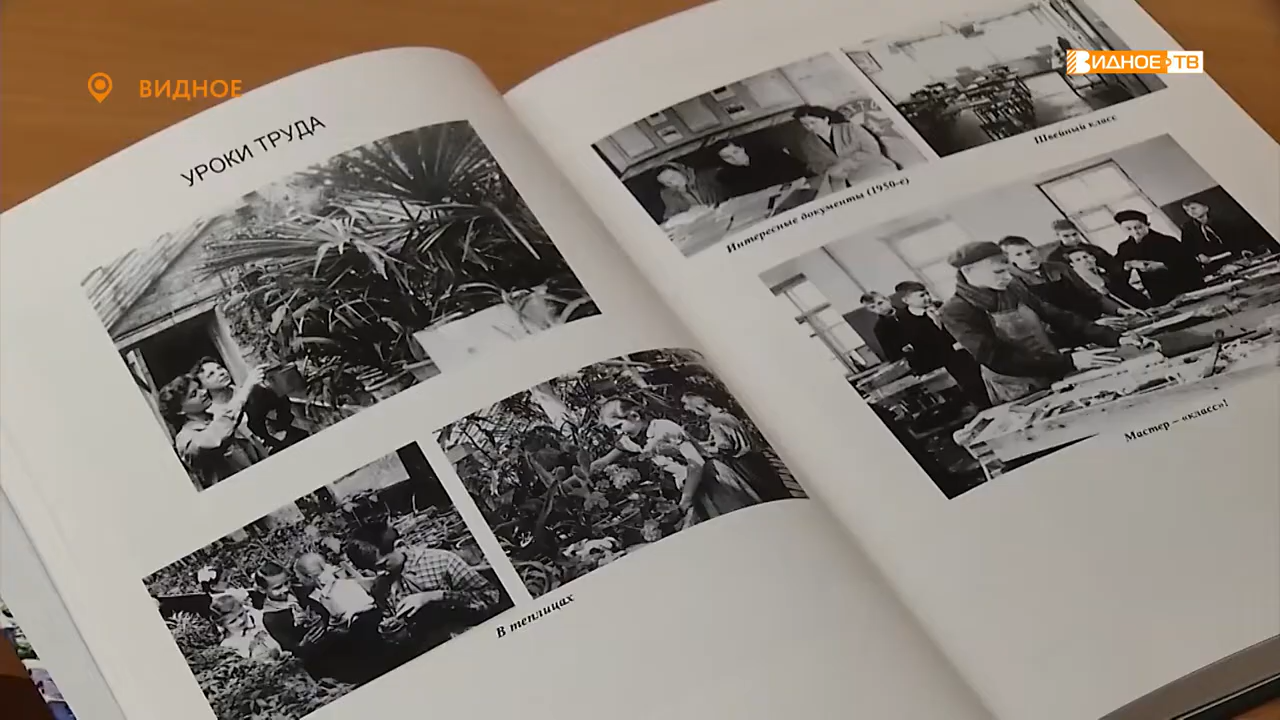 ВИДНОЕ
ВИДНОЕ ТВ
УРОКИ ТРУДА
В теплицах
Интересные документы (1950-е)
Швейный класс
Мастер – «класс»!